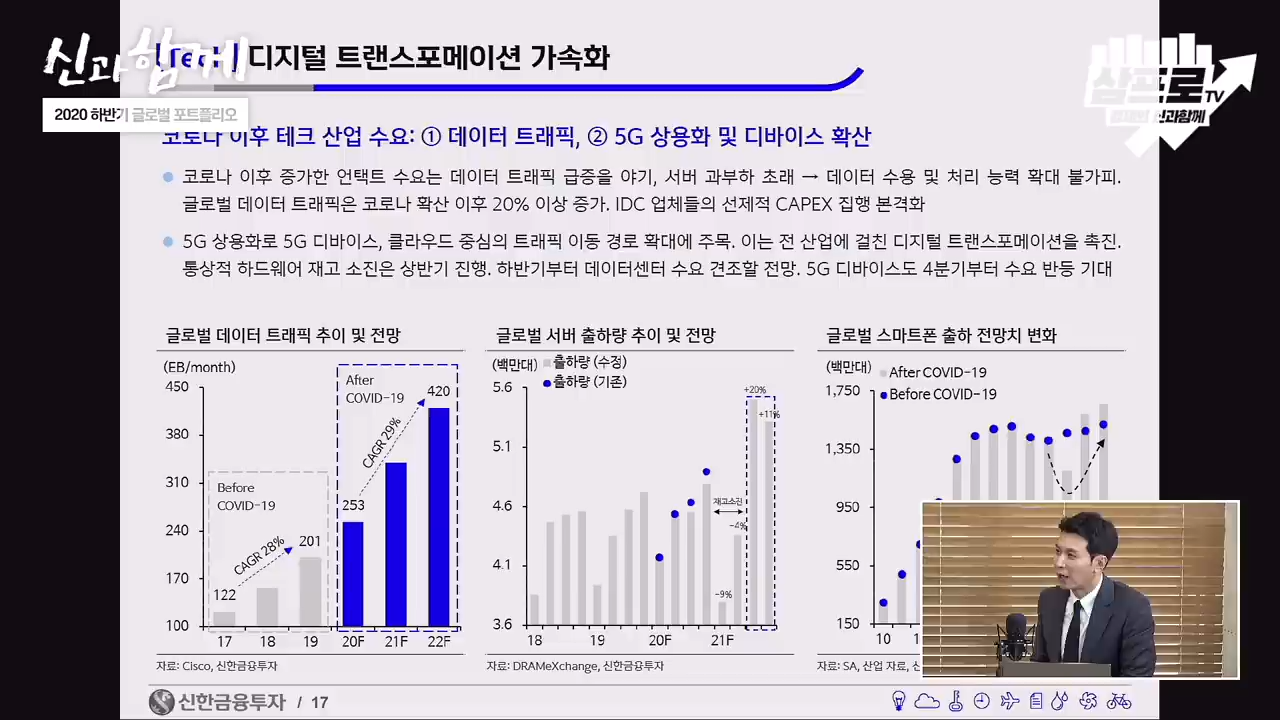 신과함께
2020 하반기 글로벌 포트폴리오
디지털 트랜스포메이션 가속화
삼프로TV
경제의 신과함께
코로나 이후 테크 산업 수요: ① 데이터 트래픽, ② 5G 상용화 및 디바이스 확산
코로나 이후 증가한 언택트 수요는 데이터 트래픽 급증을 야기, 서버 과부하 초래 → 데이터 수용 및 처리 능력 확대 불가피.
글로벌 데이터 트래픽은 코로나 확산 이후 20% 이상 증가. IDC 업체들의 선제적 CAPEX 집행 본격화
5G 상용화로 5G 디바이스, 클라우드 중심의 트래픽 이동 경로 확대에 주목. 이는 전 산업에 걸친 디지털 트랜스포메이션을 촉진.
통상적 하드웨어 재고 소진은 상반기 진행. 하반기부터 데이터센터 수요 견조할 전망. 5G 디바이스도 4분기부터 수요 반등 기대
글로벌 데이터 트래픽 추이 및 전망
(EB/month)
450
380
310
240
170
100
Before
COVID-19
CAGR 28%
122
201
After
COVID-19
CAGR 29%
253
420
17 18 19 20F 21F 22F
자료: Cisco, 신한금융투자
글로벌 서버 출하량 추이 및 전망
(백만대)
출하량 (수정)
출하량 (기존)
5.6
5.1
4.6
4.1
3.6
재고소진
-9%
-4%
+20%
+11%
18 19 20F 21F
자료: DRAMeXchange, 신한금융투자
글로벌 스마트폰 출하 전망치 변화
(백만대)
After COVID-19
Before COVID-19
1,750
1,350
950
550
150
10
자료: SA, 산업 자료,
신한금융투자 / 17